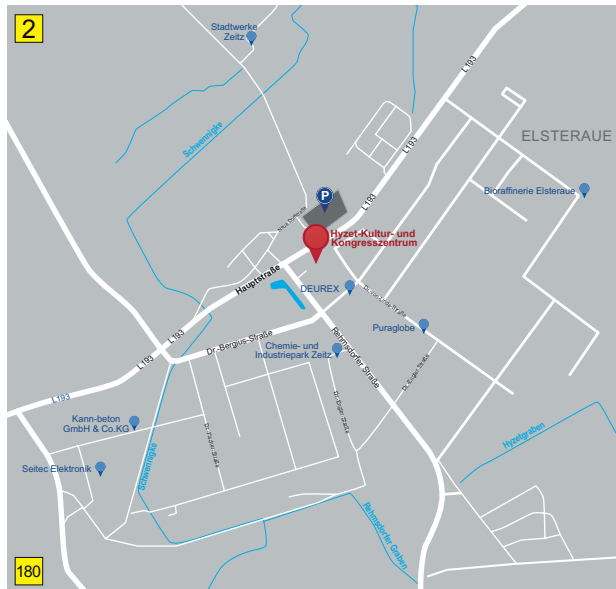 2
Stadtwerke
Zeitz
L193
Schwennigke
L193
ELSTERAUE
P
Bioraffinerie Elsteraue
L193
Hyzet-Kultur- und
Kongresszentrum
Hauptstraße
DEUREX
Puraglobe
L193
Dr.-Bergius-Straße
Rehmsdorfer Straße
Chemie- und
Industriepark Zeitz
L193
L193
Kann-beton
GmbH & Co.KG
Schwennigke
Seitec Elektronik
Hyzetgraben
Rehmsdorfer Graben
180